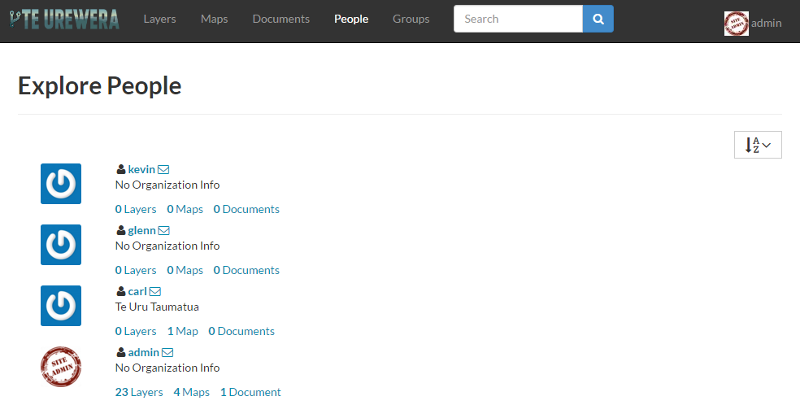 TE UREWERA Layers Maps Documents People Groups Search admin
Explore People
A
Z
kevin
No Organization Info
0 Layers 0 Maps 0 Documents
glenn
No Organization Info
0 Layers 0 Maps 0 Documents
carl
Te Uru Taumatua
0 Layers 1 Map 0 Documents
SITE
ADMIN
admin
No Organization Info
23 Layers 4 Maps 1 Document